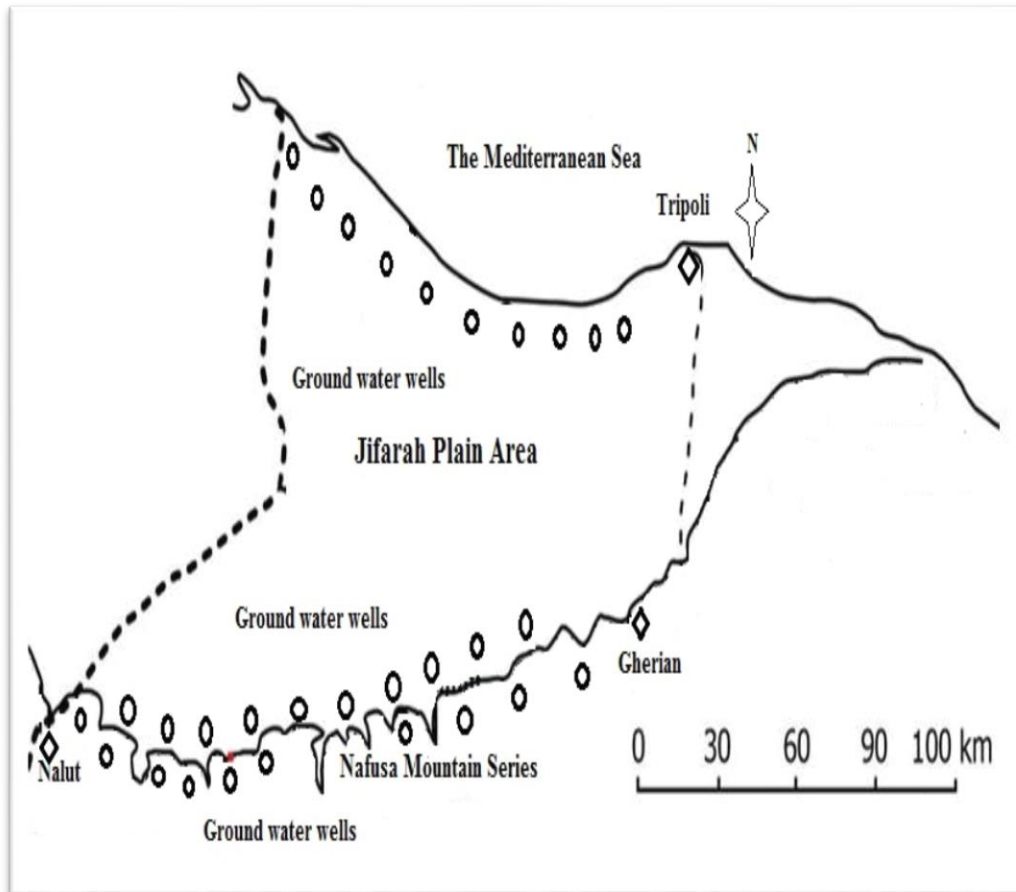 The Mediterranean Sea
N
Tripoli
Ground water wells
Jifarah Plain Area
Ground water wells
Gherian
0 30 60 90 100 km
Nalut
Nafusa Mountain Series
Ground water wells